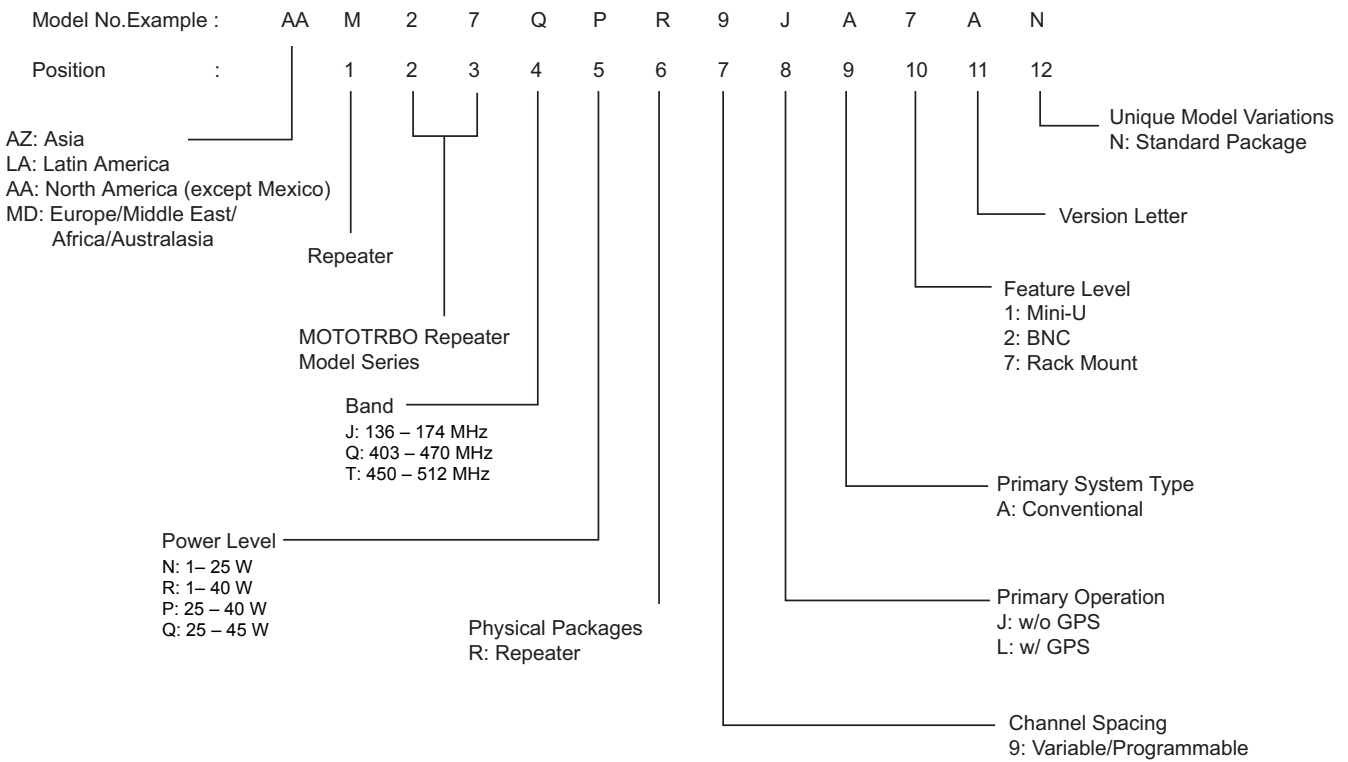 Model No.Example : AA M 2 7 Q P R 9 J A 7 A N
Position : 1 2 3 4 5 6 7 8 9 10 11 12
AZ: Asia
LA: Latin America
AA: North America (except Mexico)
MD: Europe/Middle East/
Africa/Australasia
Repeater
MOTOTRBO Repeater
Model Series
Band
J: 136 – 174 MHz
Q: 403 – 470 MHz
T: 450 – 512 MHz
Power Level
N: 1– 25 W
R: 1– 40 W
P: 25 – 40 W
Q: 25 – 45 W
Physical Packages
R: Repeater
Unique Model Variations
N: Standard Package
Version Letter
Feature Level
1: Mini-U
2: BNC
7: Rack Mount
Primary System Type
A: Conventional
Primary Operation
J: w/o GPS
L: w/ GPS
Channel Spacing
9: Variable/Programmable